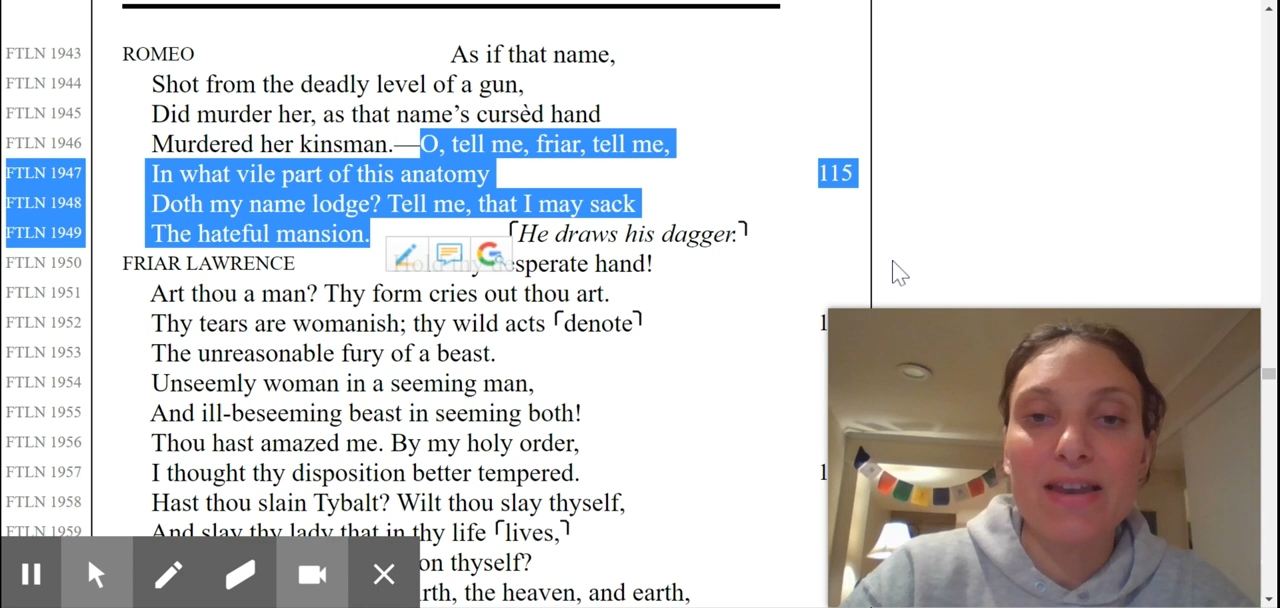 FTLN 1943 ROMEO As if that name,
FTLN 1944 Shot from the deadly level of a gun,
FTLN 1945 Did murder her, as that name’s cursèd hand
FTLN 1946 Murdered her kinsman.—O, tell me, friar, tell me,
FTLN 1947 In what vile part of this anatomy 115
FTLN 1948 Doth my name lodge? Tell me, that I may sack
FTLN 1949 The hateful mansion. ⌜He draws his dagger.⌝
FTLN 1950 FRIAR LAWRENCE Hold thy desperate hand!
FTLN 1951 Art thou a man? Thy form cries out thou art.
FTLN 1952 Thy tears are womanish; thy wild acts ⌜denote⌝
FTLN 1953 The unreasonable fury of a beast.
FTLN 1954 Unseemly woman in a seeming man,
FTLN 1955 And ill-beseeming beast in seeming both!
FTLN 1956 Thou hast amazed me. By my holy order,
FTLN 1957 I thought thy disposition better tempered.
FTLN 1958 Hast thou slain Tybalt? Wilt thou slay thyself,
FTLN 1959 And slay thy lady that in thy life ⌜lives,⌝
on thyself?
the heaven, and earth,